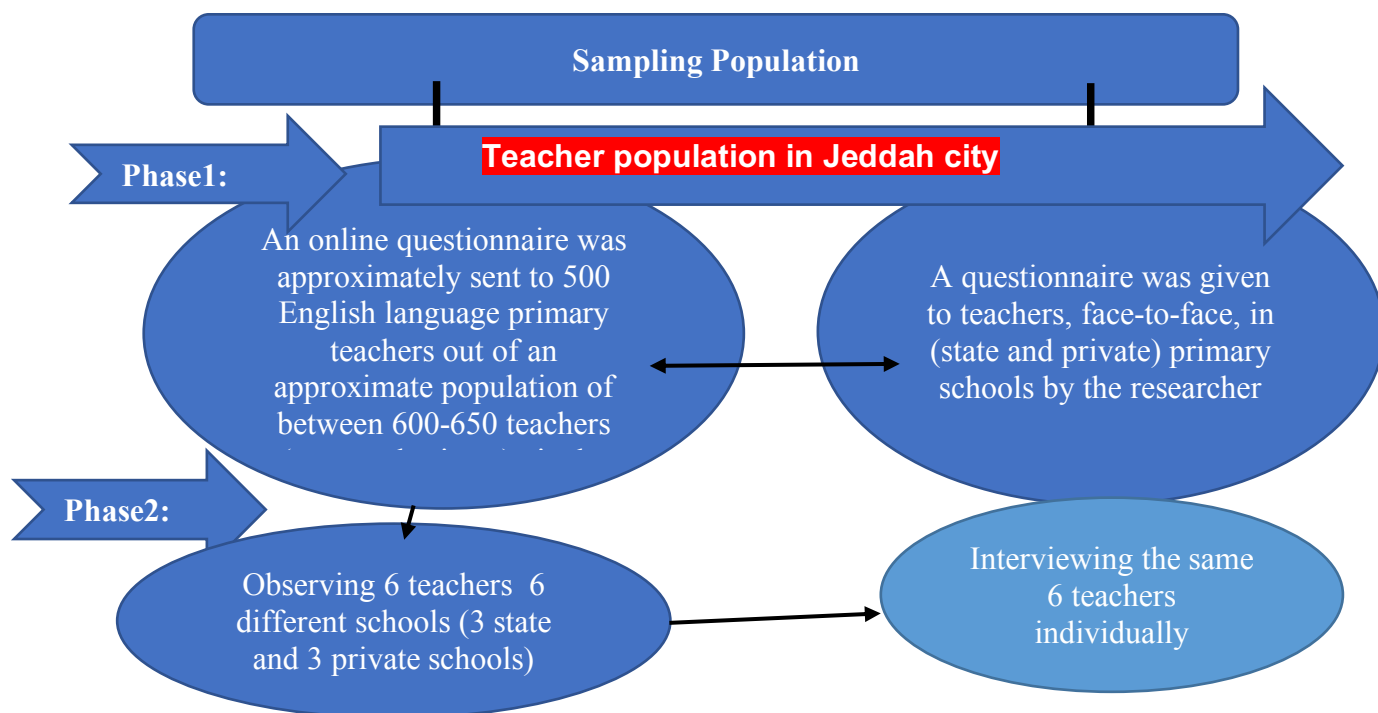 Sampling Population
Teacher population in Jeddah city
Phase1:
An online questionnaire was
approximately sent to 500
English language primary
teachers out of an
approximate population of
between 600-650 teachers
A questionnaire was given
to teachers, face-to-face, in
(state and private) primary
schools by the researcher
Phase2:
Observing 6 teachers  6
different schools (3 state
and 3 private schools)
Interviewing the same
6 teachers
individually